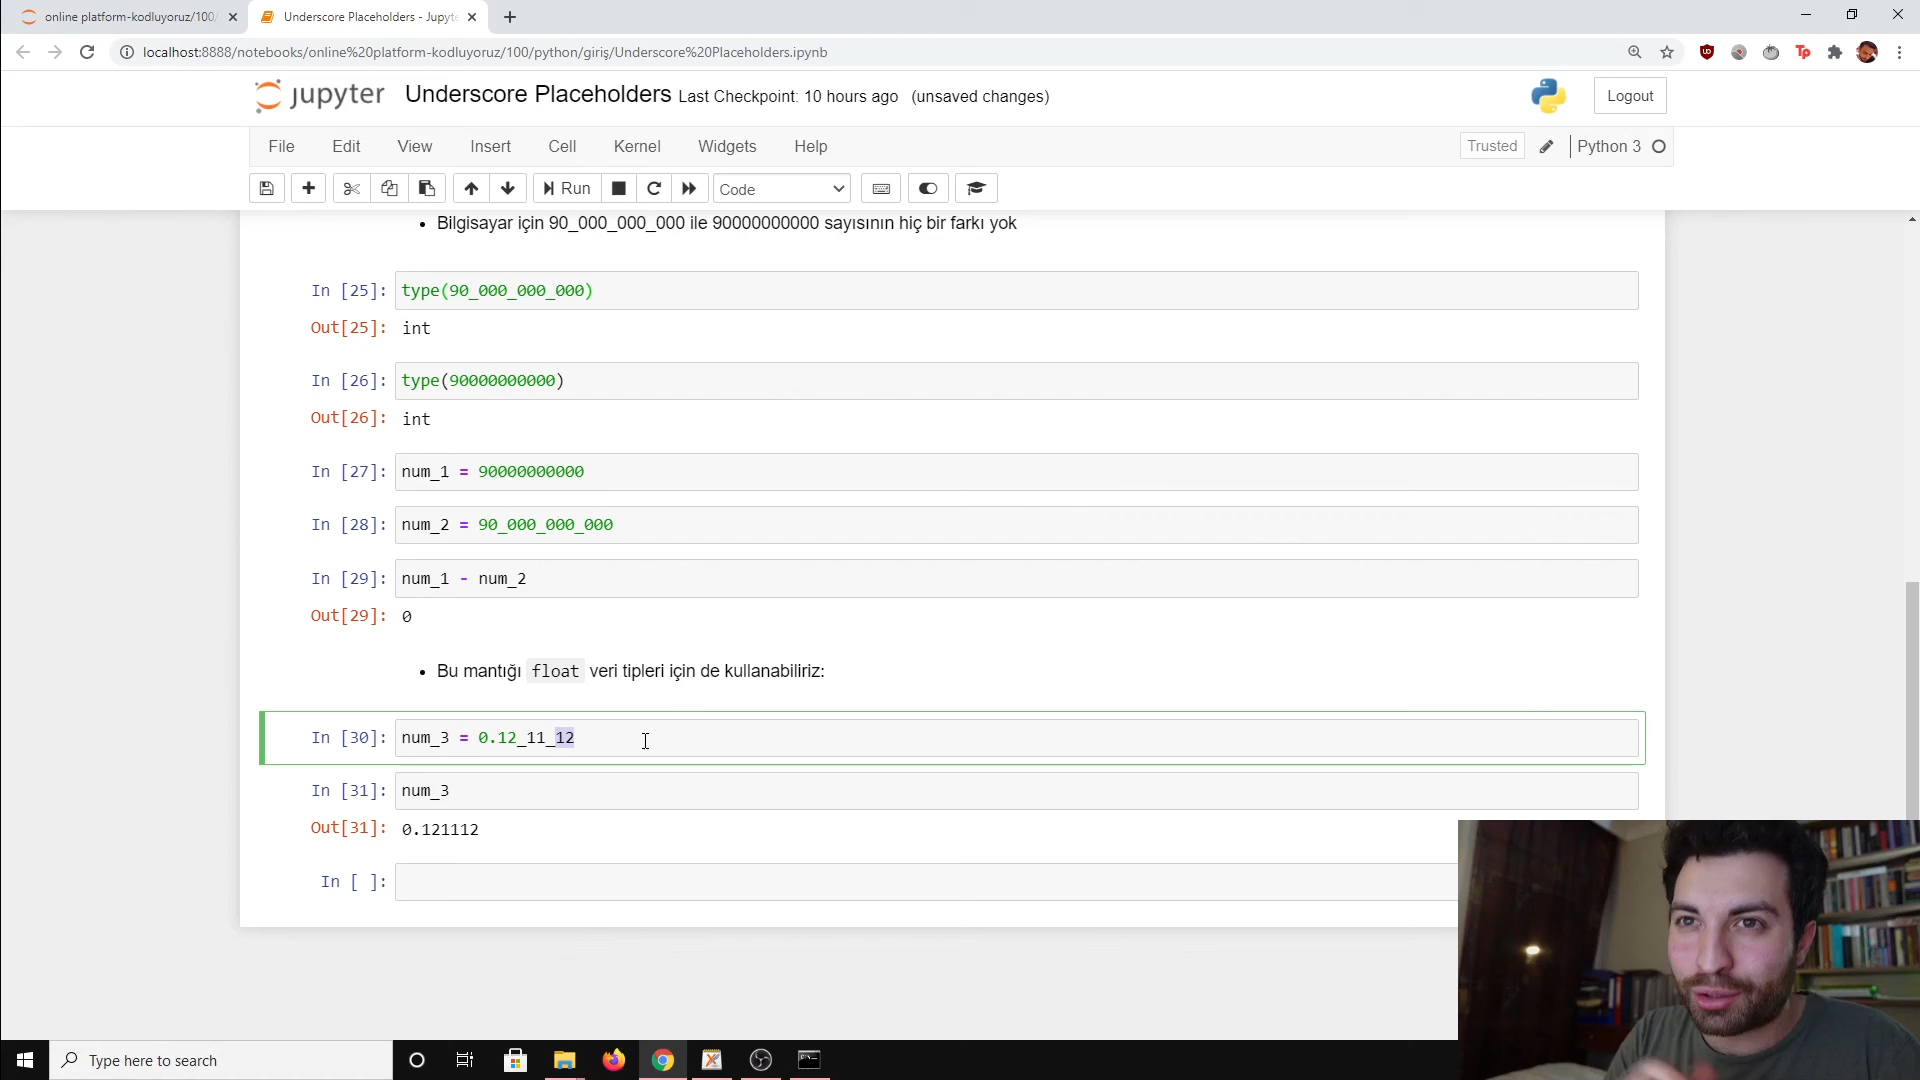 online platform-kodluyoruz/100/
Underscore Placeholders - Jupyte
localhost:8888/notebooks/online%20platform-kodluyoruz/100/python/giriş/Underscore%20Placeholders.ipynb
jupyter Underscore Placeholders Last Checkpoint: 10 hours ago (unsaved changes)
Logout
File Edit View Insert Cell Kernel Widgets Help
Trusted
Python 3
Run
Code
Bilgisayar için 90_000_000_000 ile 90000000000 sayısının hiç bir farkı yok
In [25]: type(90_000_000_000)
Out[25]: int
In [26]: type(90000000000)
Out[26]: int
In [27]: num_1 = 90000000000
In [28]: num_2 = 90_000_000_000
In [29]: num_1 - num_2
Out[29]: 0
Bu mantığı float veri tipleri için de kullanabiliriz:
In [30]: num_3 = 0.12_11_12
In [31]: num_3
Out[31]: 0.121112
In [ ]:
Type here to search